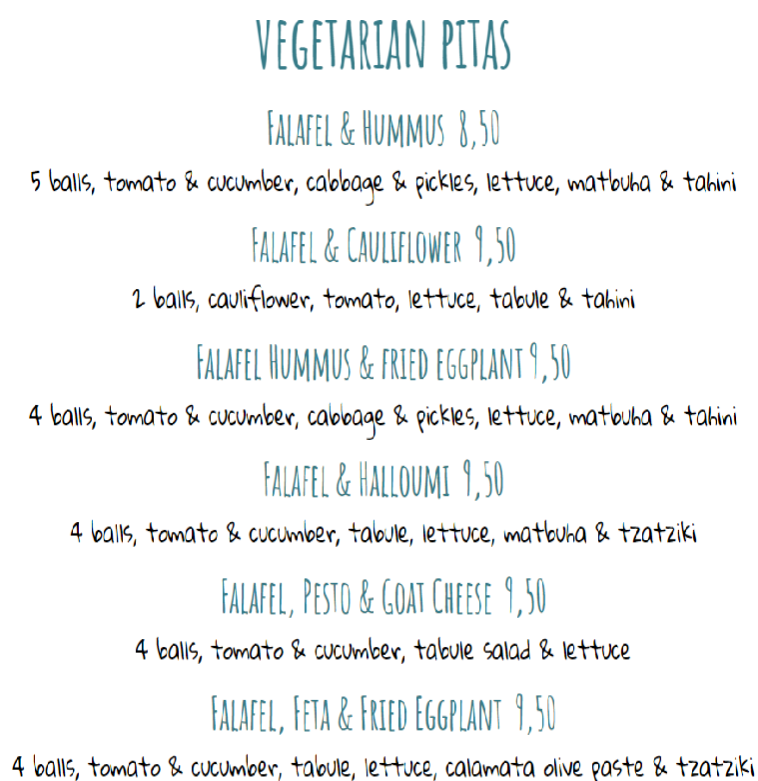 VEGETARIAN PITAS
FALAFEL & HUMMUS 8,50
5 balls, tomato & cucumber, cabbage & pickles, lettuce, matbuha & tahini
FALAFEL & CAULIFLOWER 9,50
2 balls, cauliflower, tomato, lettuce, tabule & tahini
FALAFEL HUMMUS & FRIED EGGPLANT 9,50
4 balls, tomato & cucumber, cabbage & pickles, lettuce, matbuha & tahini
FALAFEL & HALLOUMI 9,50
4 balls, tomato & cucumber, tabule, lettuce, matbuha & tzatziki
FALAFEL, PESTO & GOAT CHEESE 9,50
4 balls, tomato & cucumber, tabule salad & lettuce
FALAFEL, FETA & FRIED EGGPLANT 9,50
4 balls, tomato & cucumber, tabule, lettuce, calamata olive paste & tzatziki